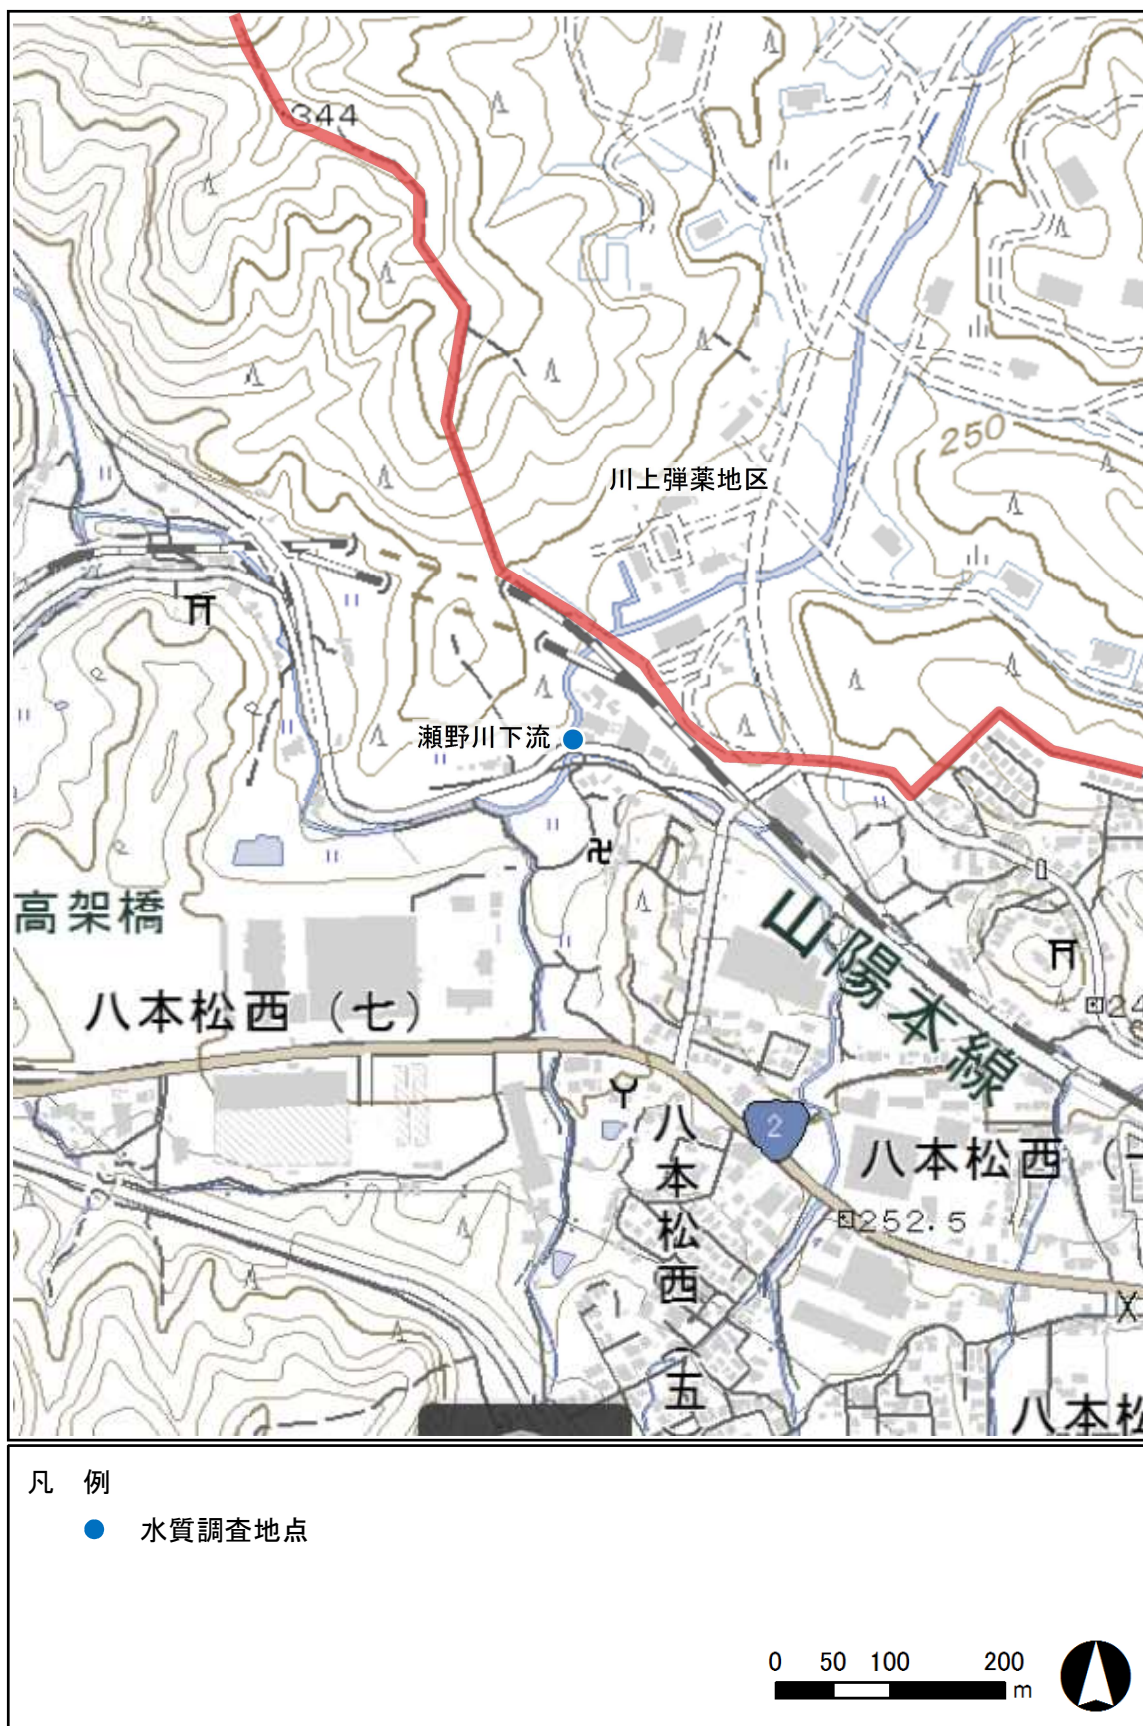 344
250
川上弾薬地区
瀬野川下流
高架橋
八本松西（七）
山陽本線
2
八本松西（
252.5
八本松西（五
八本松
凡 例
水質調査地点
0 50 100 200
m